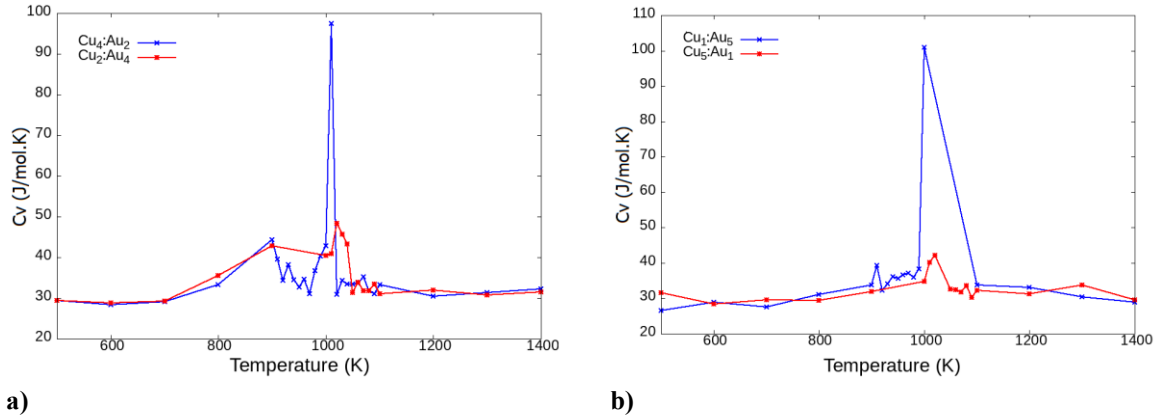 100
90
80
70
60
50
40
30
20
Cv (J/mol.K)
Cu₄:Au₂
Cu₂:Au₄
600 800 1000 1200 1400
Temperature (K)
a)
110
100
90
80
70
60
50
40
30
20
Cv (J/mol.K)
Cu₁:Au₅
Cu₅:Au₁
600 800 1000 1200 1400
Temperature (K)
b)